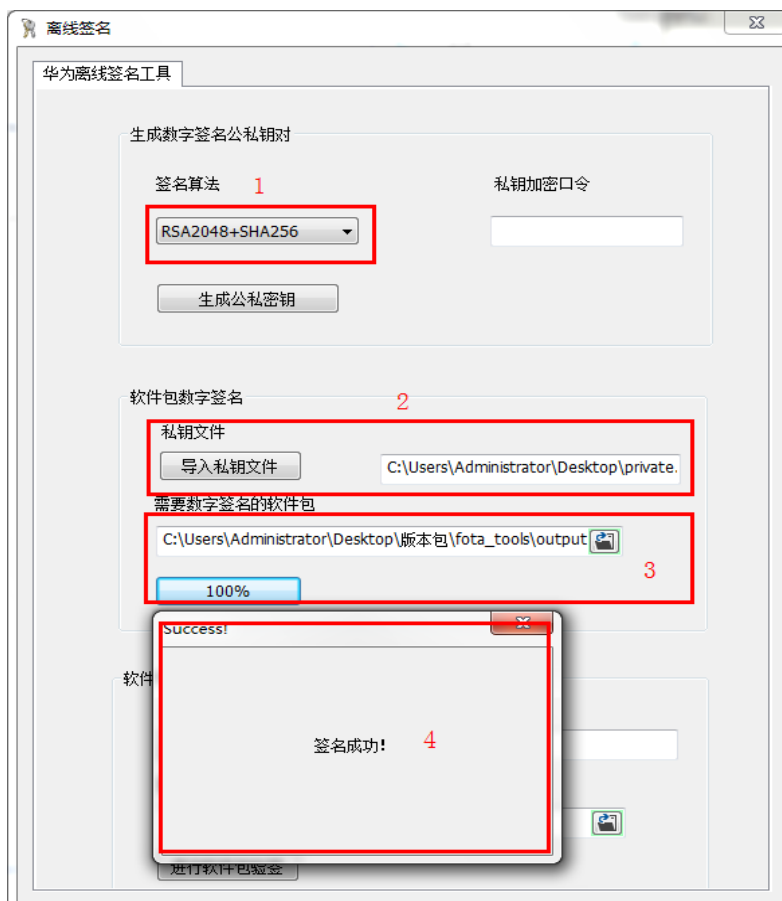 离线签名
华为离线签名工具
生成数字签名公私钥对
签名算法 1 私钥加密口令
RSA2048+SHA256
生成公私密钥
软件包数字签名 2
私钥文件
导入私钥文件 C:\Users\Administrator\Desktop\private.
需要数字签名的软件包
C:\Users\Administrator\Desktop\版本包\fota_tools\output
3
100%
Success!
软件
签名成功! 4
进行软件包验签